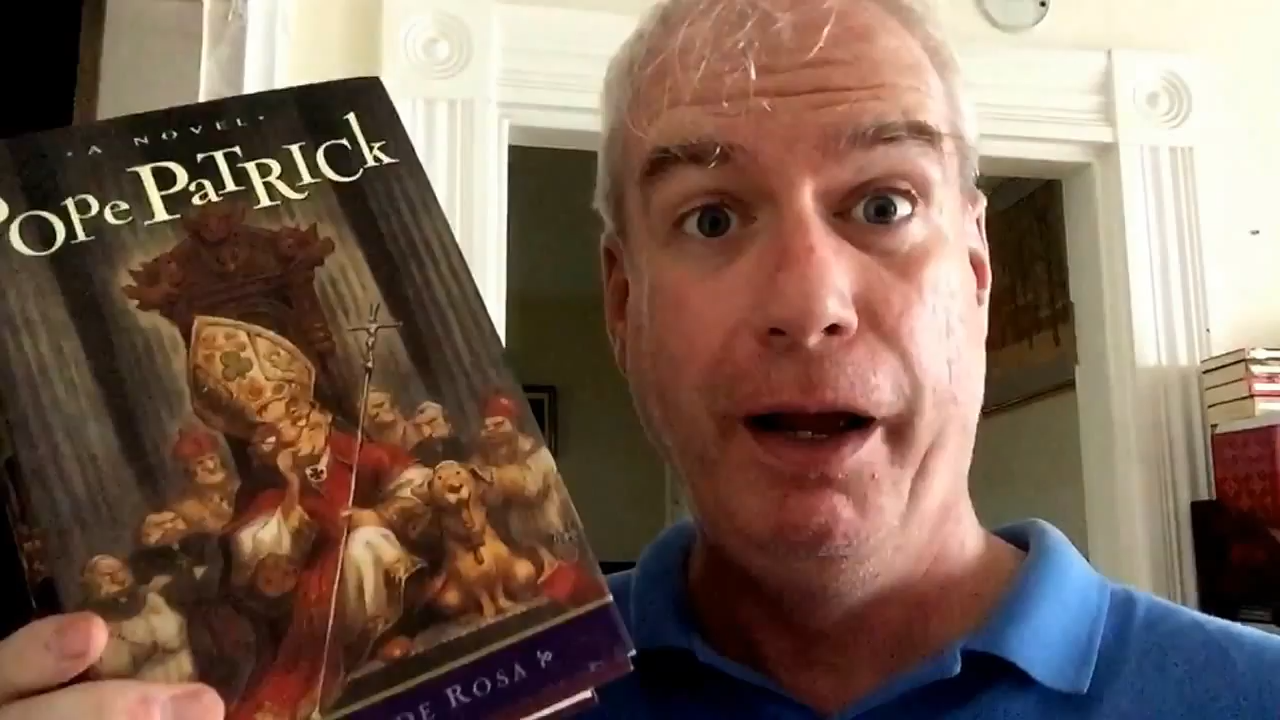 • A NOVEL •
POPE PATRICK
DE ROSA